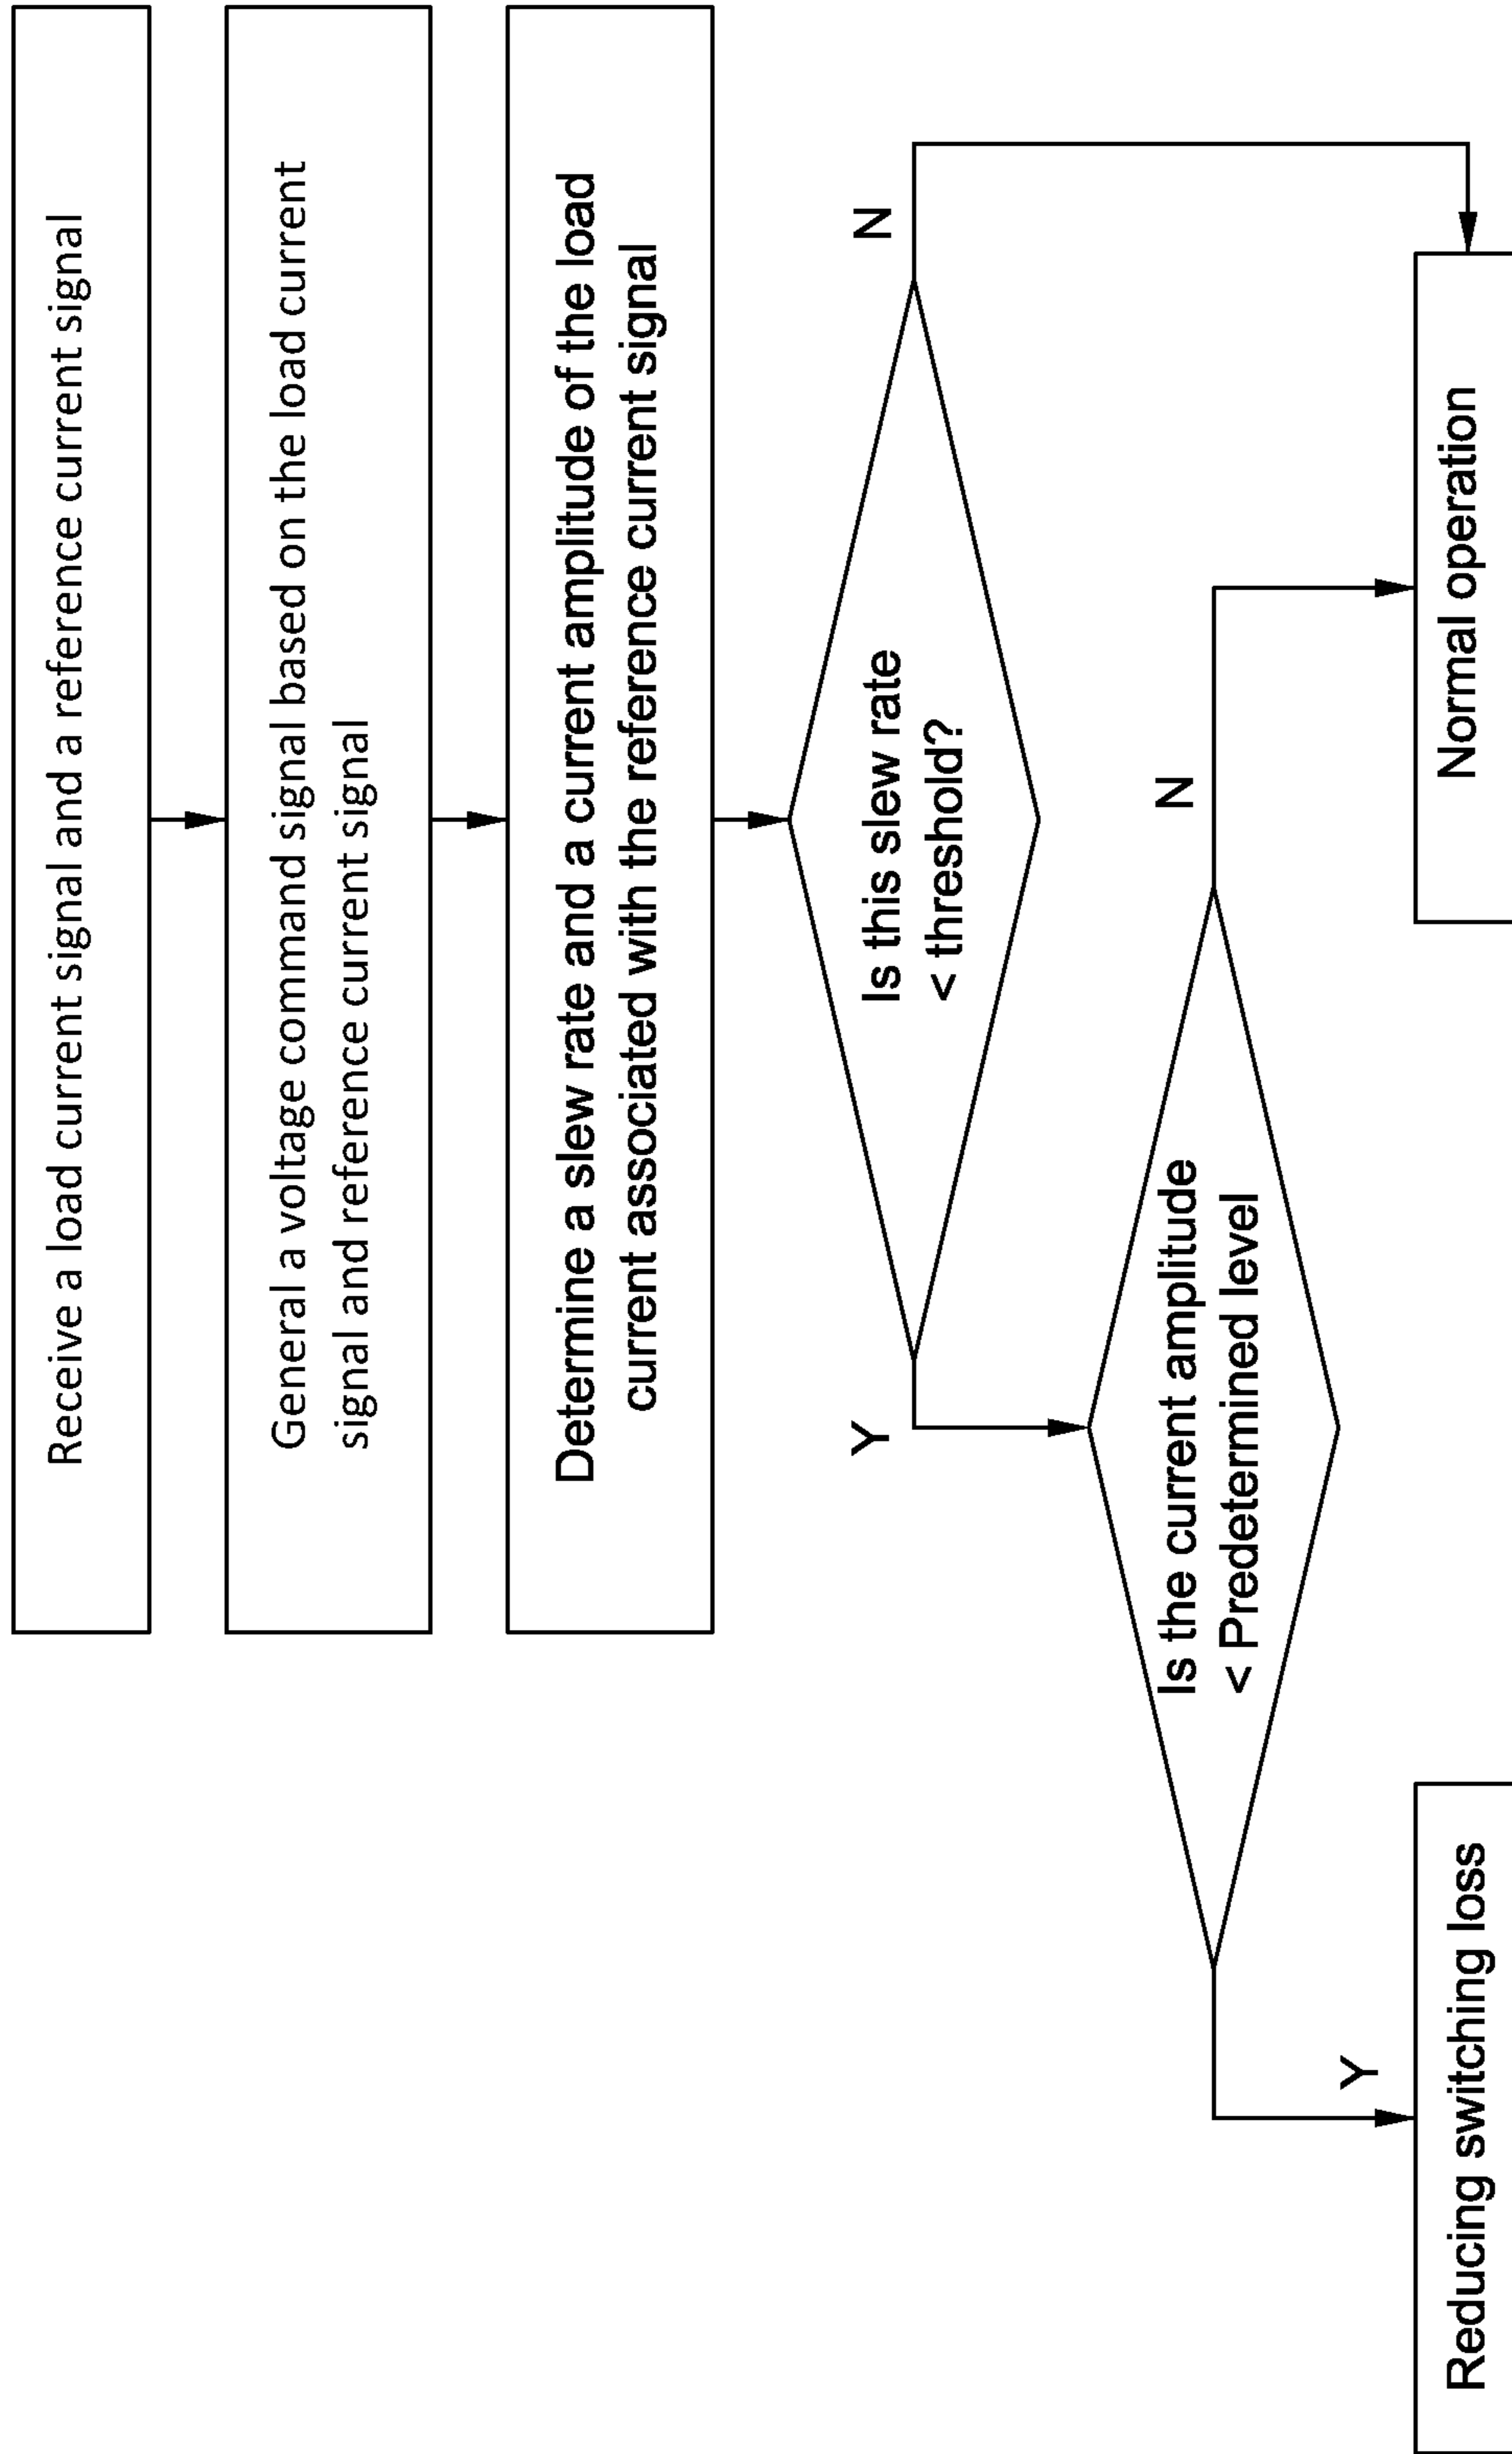 Receive a load current signal and a reference current signal
General a voltage command signal based on the load current
signal and reference current signal
Determine a slew rate and a current amplitude of the load
current associated with the reference current signal
Is this slew rate
< threshold?
Y
N
Is the current amplitude
< Predetermined level
Y
N
Reducing switching loss
Normal operation